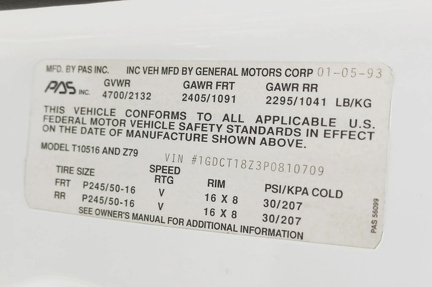 MFD. BY PAS INC. INC VEH MFD BY GENERAL MOTORS CORP 01-05-93
PAS INC. GVWR GAWR FRT GAWR RR
4700/2132 2405/1091 2295/1041 LB/KG
THIS VEHICLE CONFORMS TO ALL APPLICABLE U.S.
FEDERAL MOTOR VEHICLE SAFETY STANDARDS IN EFFECT
ON THE DATE OF MANUFACTURE SHOWN ABOVE.
MODEL T10516 AND Z79 VIN #1GDCT18Z3P0810709
TIRE SIZE SPEED RTG RIM PSI/KPA COLD
FRT P245/50-16 V 16 X 8 30/207
RR P245/50-16 V 16 X 8 30/207
SEE OWNER'S MANUAL FOR ADDITIONAL INFORMATION
PAS 56099